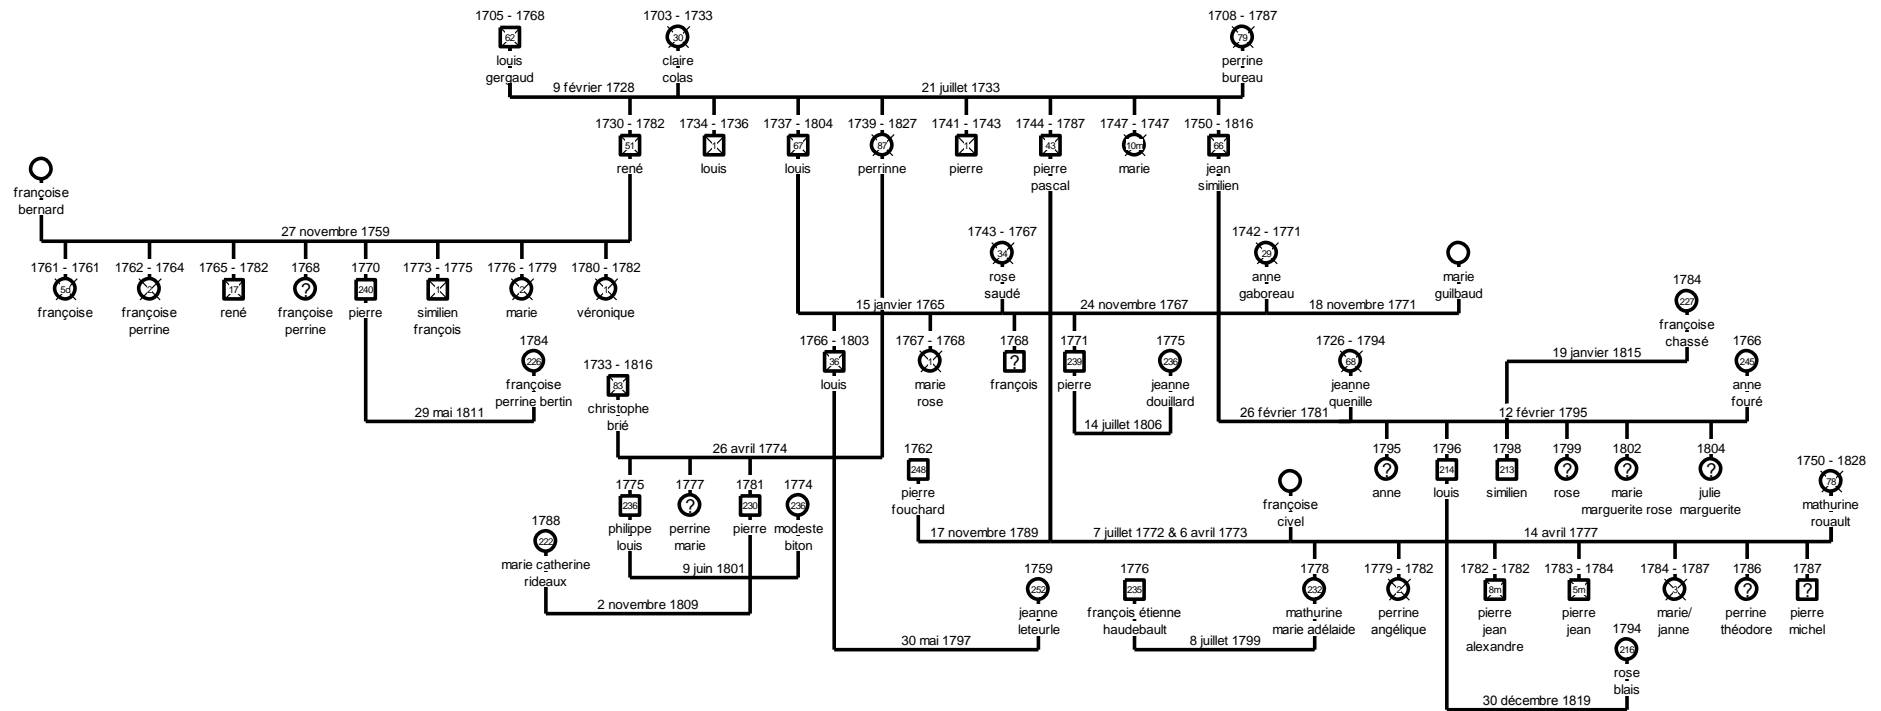 1705 - 1768
62
louis
gergaud
1703 - 1733
30
claire
colas
1708 - 1787
79
perrine
bureau
9 février 1728
21 juillet 1733
1730 - 1782
51
rené
1734 - 1736
1
louis
1737 - 1804
67
louis
1739 - 1827
87
perrinne
1741 - 1743
1
pierre
1744 - 1787
43
pierre
pascal
1747 - 1747
10m
marie
1750 - 1816
66
jean
similien
françoise
bernard
27 novembre 1759
1761 - 1761
5d
françoise
1762 - 1764
2
françoise
perrine
1765 - 1782
17
rené
1768
?
françoise
perrine
1770
240
pierre
1773 - 1775
1
similien
françois
1776 - 1779
2
marie
1780 - 1782
1
véronique
1743 - 1767
34
rose
saudé
1742 - 1771
29
anne
gaboreau
marie
guilbaud
15 janvier 1765
24 novembre 1767
18 novembre 1771
1784
227
françoise
chassé
19 janvier 1815
1784
226
françoise
perrine bertin
29 mai 1811
1733 - 1816
83
christophe
brié
1766 - 1803
36
louis
1767 - 1768
1
marie
rose
1768
?
françois
1771
239
pierre
1775
236
jeanne
douillard
14 juillet 1806
1726 - 1794
68
jeanne
quenille
1766
245
anne
fouré
26 février 1781
12 février 1795
26 avril 1774
1775
236
philippe
louis
1777
?
perrine
marie
1781
230
pierre
1774
236
modeste
biton
1762
248
pierre
fouchard
françoise
civel
1795
?
anne
1796
214
louis
1798
213
similien
1799
?
rose
1802
?
marie
marguerite rose
1804
?
julie
marguerite
1750 - 1828
78
mathurine
rouault
1788
222
marie catherine
rideaux
9 juin 1801
2 novembre 1809
17 novembre 1789
7 juillet 1772 & 6 avril 1773
14 avril 1777
1759
252
jeanne
leteurle
30 mai 1797
1776
235
françois étienne
haudebault
1778
232
mathurine
marie adélaide
8 juillet 1799
1779 - 1782
2
perrine
angélique
1782 - 1782
8m
pierre
jean
alexandre
1783 - 1784
5m
pierre
jean
1784 - 1787
3
marie/
janne
1786
?
perrine
théodore
1787
?
pierre
michel
1794
216
rose
blais
30 décembre 1819